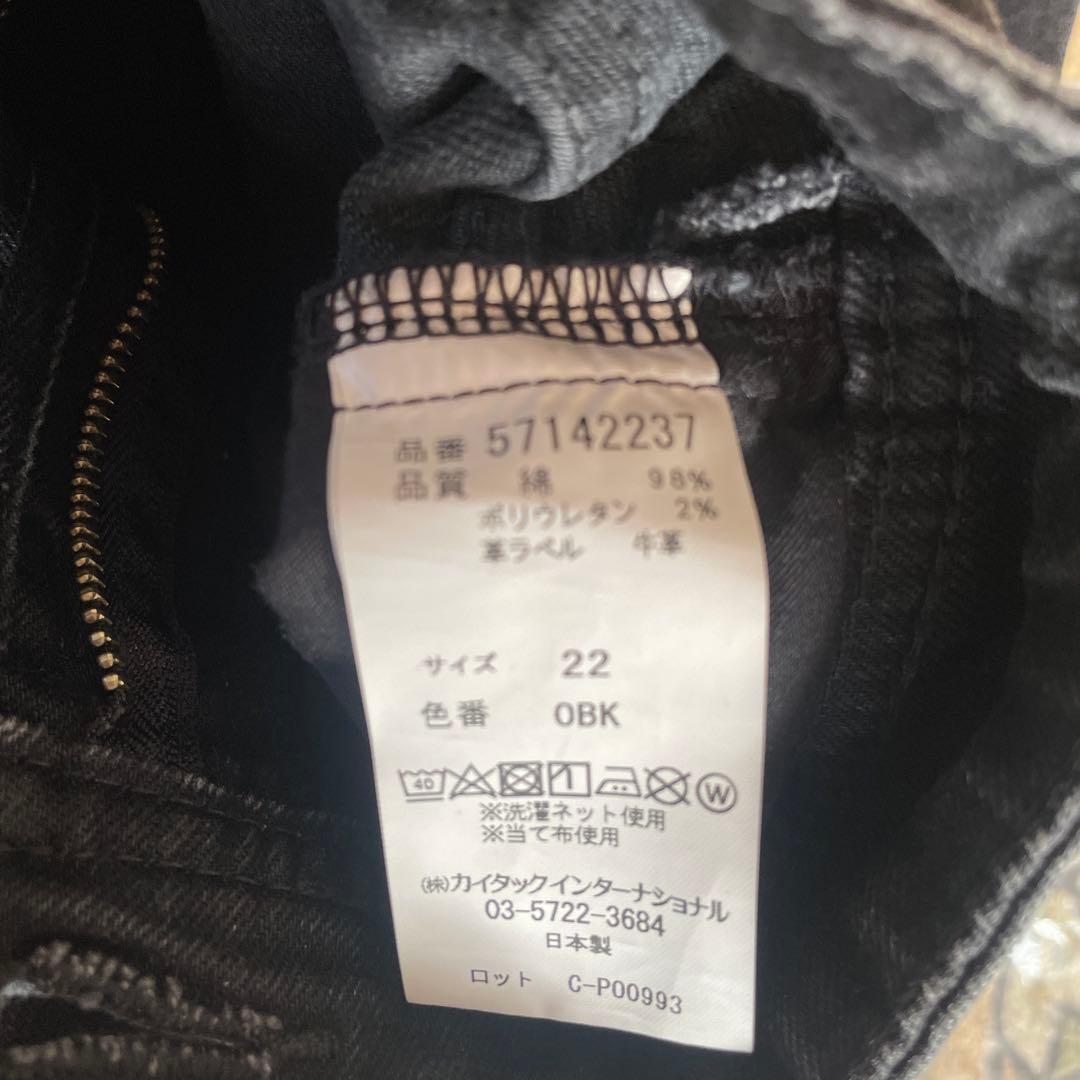 品番 57142237
品質 綿 98%
ポリウレタン 2%
革ラベル 牛革
サイズ 22
色番 0BK
40 W
※洗濯ネット使用
※当て布使用
(株)カイタックインターナショナル
03-5722-3684
日本製
ロット C-P00993